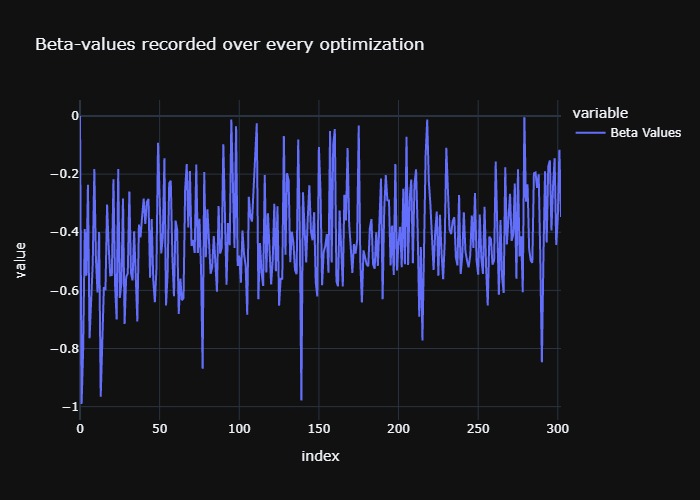 Beta-values recorded over every optimization
variable
Beta Values
value
0
−0.2
−0.4
−0.6
−0.8
−1
0
50
100
150
200
250
300
index